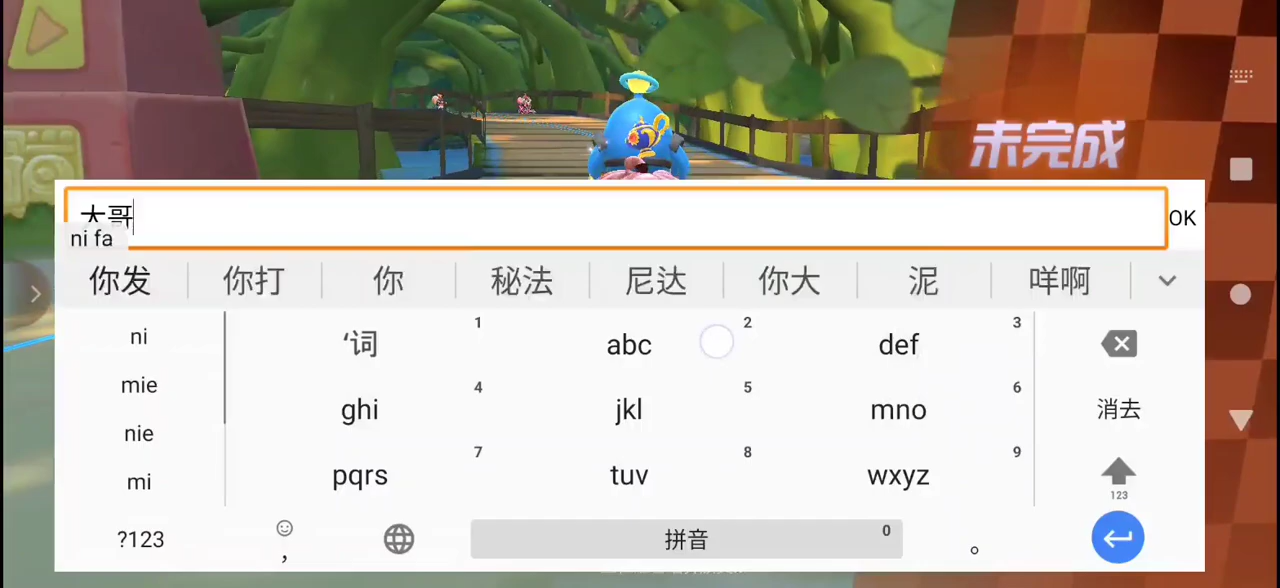 未完成
大哥
OK
ni fa
你发 你打 你 秘法 尼达 你大 泥 咩啊
ni
mie
nie
mi
‘词 1
abc 2
def 3
ghi 4
jkl 5
mno 6
消去
pqrs 7
tuv 8
wxyz 9
123
?123
,
拼音 0
。